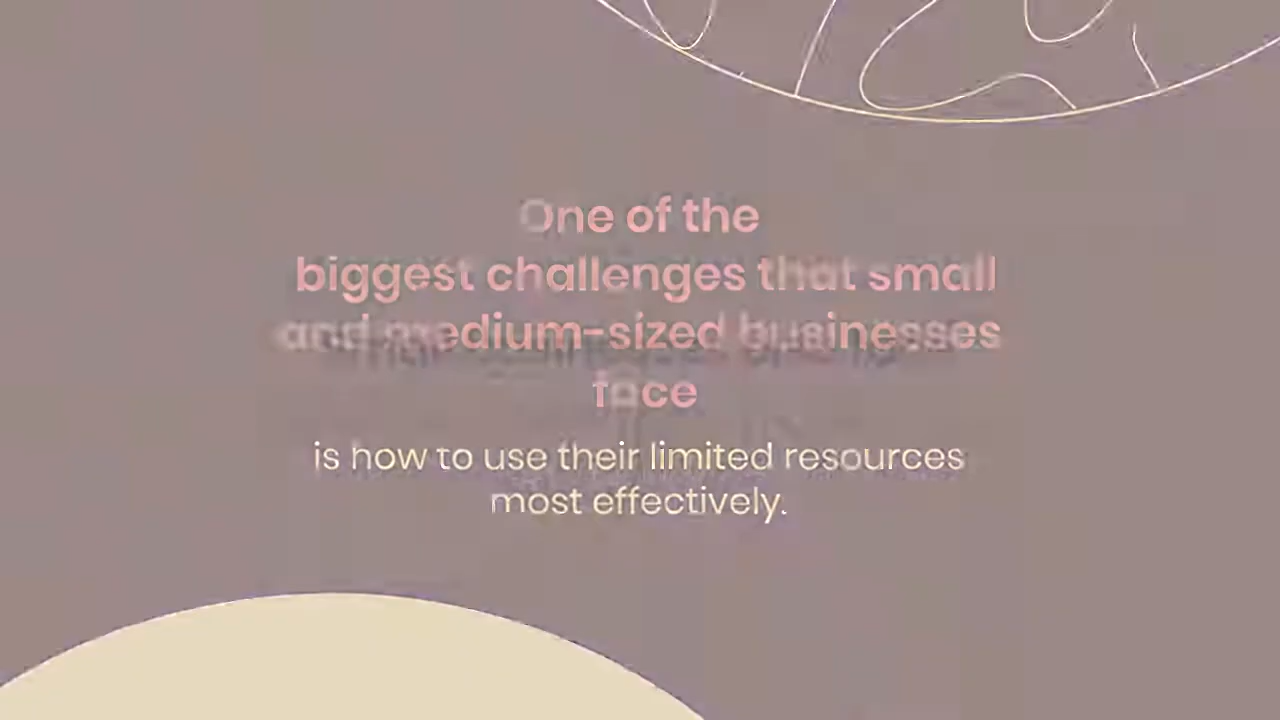 One of the
biggest challenges that small
and medium-sized businesses
face
is how to use their limited resources
most effectively.